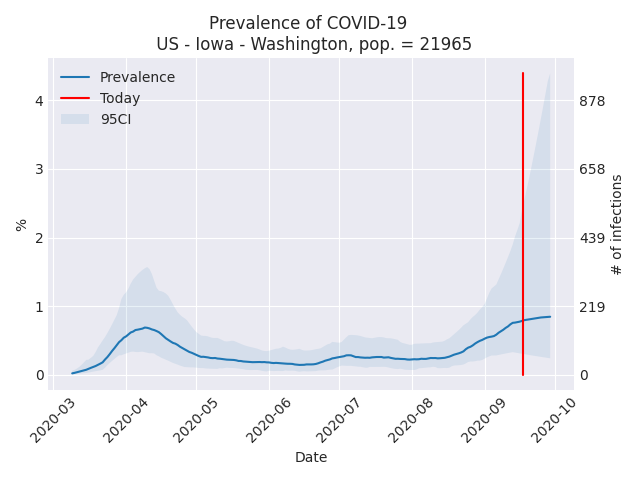 Prevalence of COVID-19
US - Iowa - Washington, pop. = 21965
Prevalence
Today
95CI
4
3
2
1
0
%
878
658
439
219
0
# of infections
2020-03
2020-04
2020-05
2020-06
2020-07
2020-08
2020-09
2020-10
Date